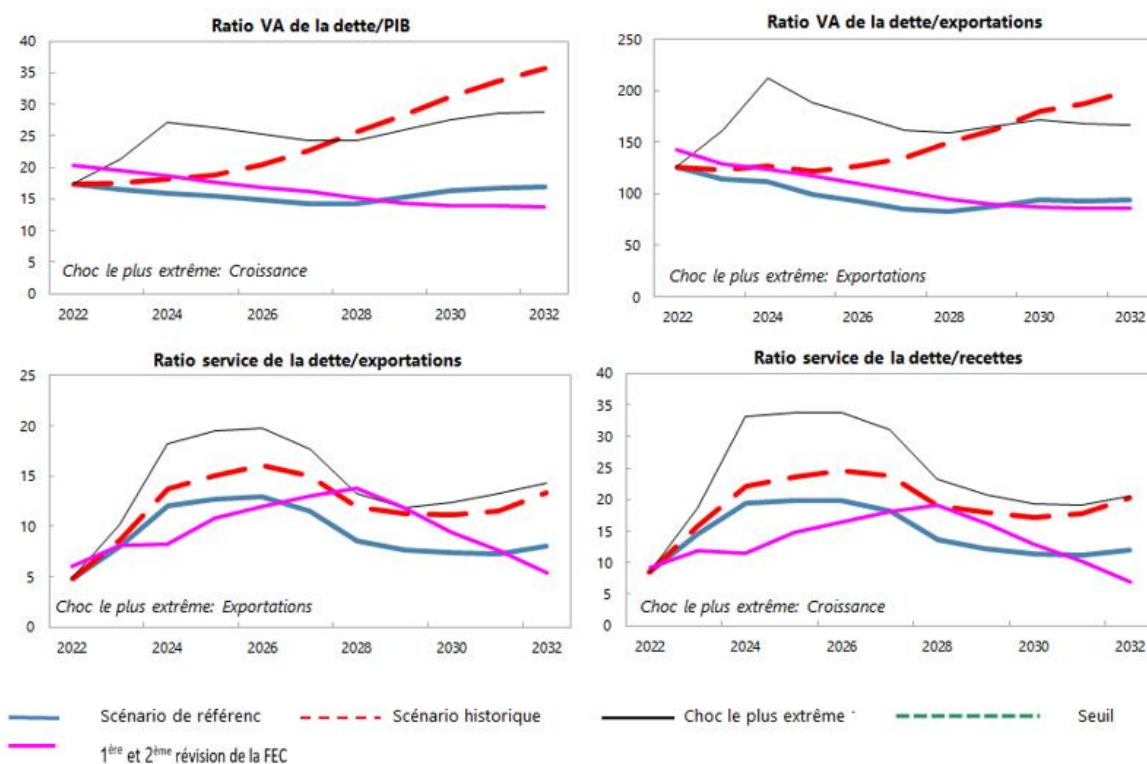 Ratio VA de la dette/PIB
40
35
30
25
20
15
10
5
0
Choc le plus extrême: Croissance
2022 2024 2026 2028 2030 2032
Ratio VA de la dette/exportations
250
200
150
100
50
0
Choc le plus extrême: Exportations
2022 2024 2026 2028 2030 2032
Ratio service de la dette/exportations
25
20
15
10
5
0
Choc le plus extrême: Exportations
2022 2024 2026 2028 2030 2032
Ratio service de la dette/recettes
40
35
30
25
20
15
10
5
0
Choc le plus extrême: Croissance
2022 2024 2026 2028 2030 2032
Scénario de référenc Scénario historique Choc le plus extrême Seuil
1ère et 2ème révision de la FEC